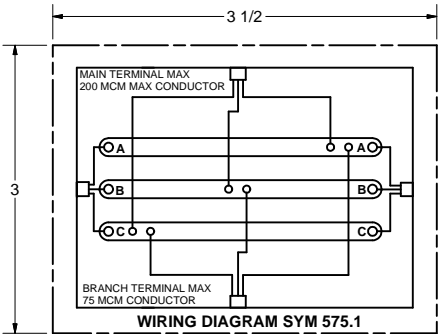 3 1/2
MAIN TERMINAL MAX
200 MCM MAX CONDUCTOR
A A
3
B B
C C
BRANCH TERMINAL MAX
75 MCM CONDUCTOR
WIRING DIAGRAM SYM 575.1